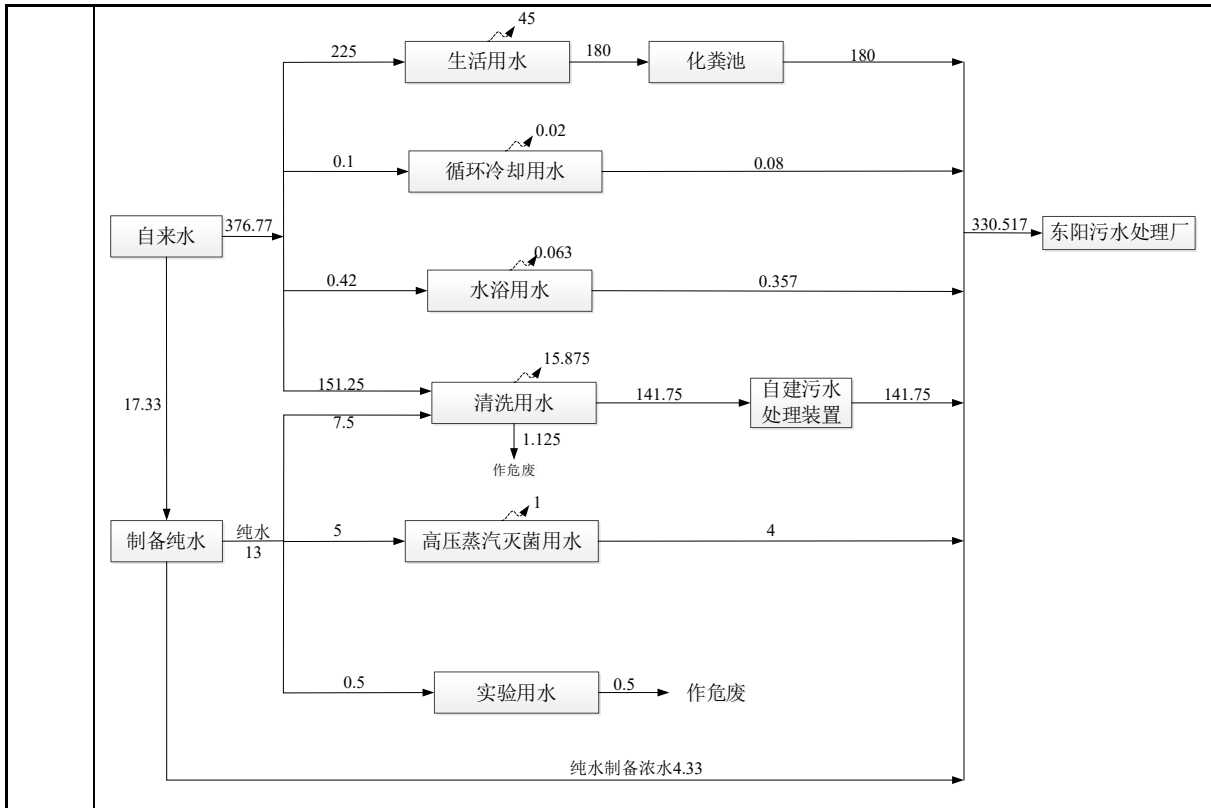 45
225
生活用水
180
化粪池
180
0.02
0.1
循环冷却用水
0.08
自来水
376.77
330.517
东阳污水处理厂
0.063
0.42
水浴用水
0.357
15.875
151.25
清洗用水
141.75
自建污水
处理装置
141.75
17.33
7.5
1.125
作危废
1
制备纯水
纯水
13
5
高压蒸汽灭菌用水
4
0.5
实验用水
0.5
作危废
纯水制备浓水4.33